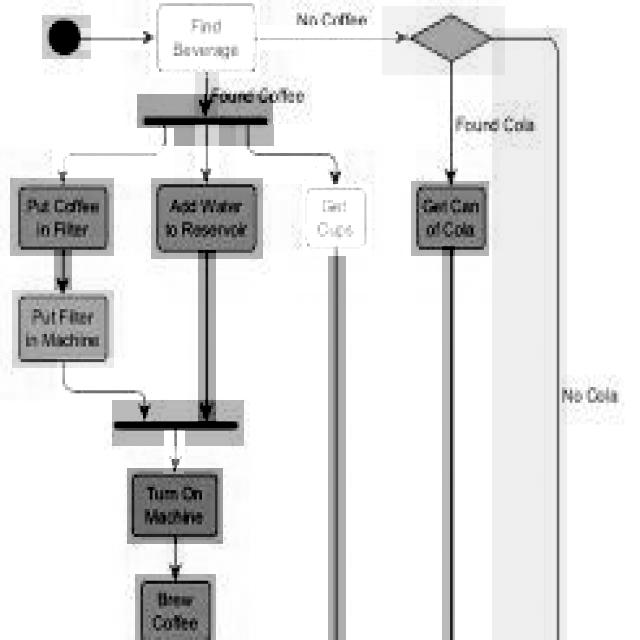 Find
Beverage
No Coffee
Found Coffee
Found Cola
Put Coffee
in Filter
Add Water
to Reservoir
Get
Cups
Get Can
of Cola
Put Filter
in Machine
No Cola
Turn On
Machine
Brew
Coffee